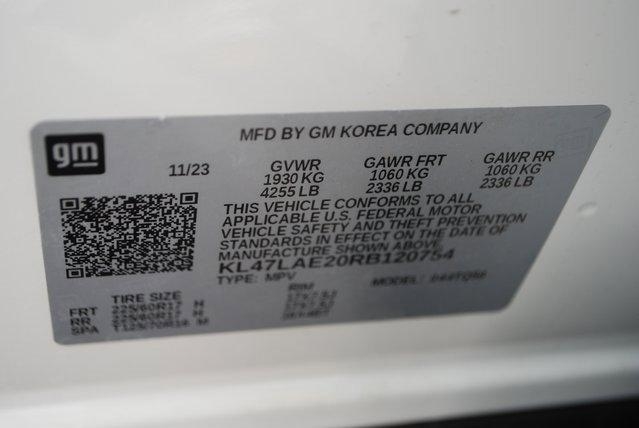 gm
MFD BY GM KOREA COMPANY
11/23
GVWR
1930 KG
4255 LB
GAWR FRT
1060 KG
2336 LB
GAWR RR
1060 KG
2336 LB
THIS VEHICLE CONFORMS TO ALL
APPLICABLE U.S. FEDERAL MOTOR
VEHICLE SAFETY AND THEFT PREVENTION
STANDARDS IN EFFECT ON THE DATE OF
MANUFACTURE SHOWN ABOVE.
KL47LAE20RB120754
TYPE: MPV
MODEL:
TIRE SIZE
RIM
FRT 225/60R17 H
RR 225/60R17 H
SPA T125/70R16 M